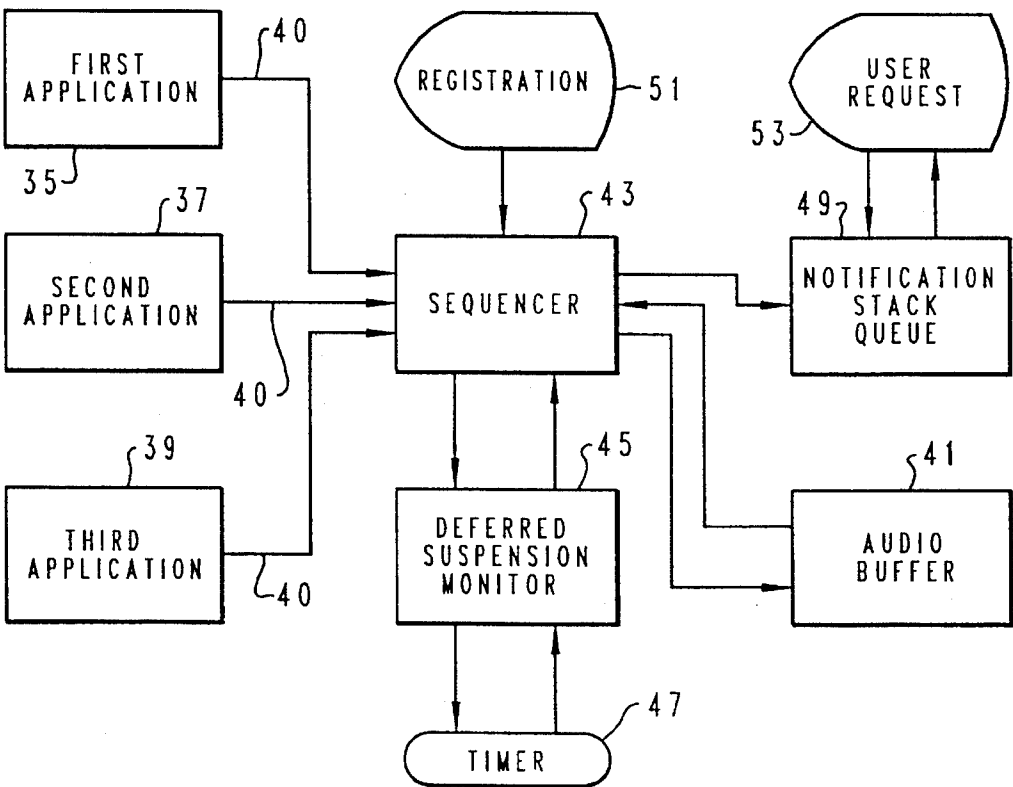 FIRST
APPLICATION
35
40
REGISTRATION
51
USER
REQUEST
53
37
SECOND
APPLICATION
40
43
SEQUENCER
49
NOTIFICATION
STACK
QUEUE
39
THIRD
APPLICATION
40
45
DEFERRED
SUSPENSION
MONITOR
41
AUDIO
BUFFER
47
TIMER